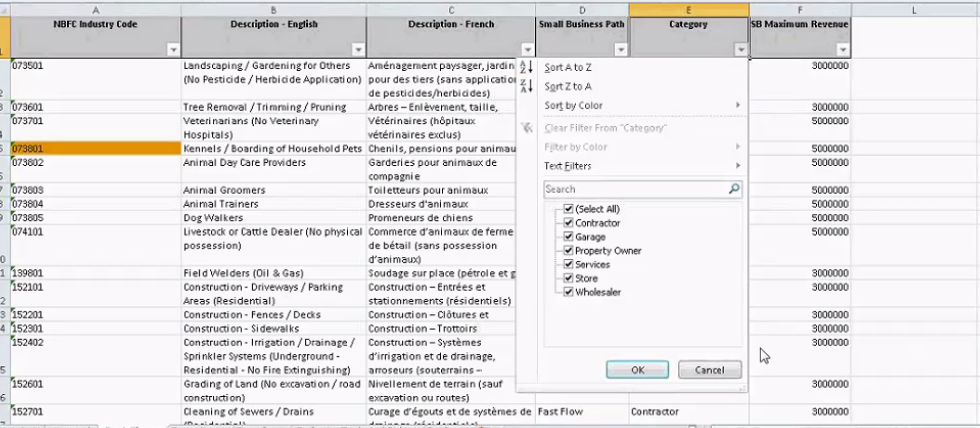 A B C D E F L
NBFC Industry Code Description - English Description - French Small Business Path Category SB Maximum Revenue
073501 Landscaping / Gardening for Others Aménagement paysager, jardin 3000000
(No Pesticide / Herbicide Application) pour des tiers (sans application
de pesticides/herbicides)
073601 Tree Removal / Trimming / Pruning Arbres – Enlèvement, taille, 3000000
073701 Veterinarians (No Veterinary Vétérinaires (hôpitaux 5000000
Hospitals) vétérinaires exclus)
073801 Kennels / Boarding of Household Pets Chenils, pensions pour animau 5000000
073802 Animal Day Care Providers Garderies pour animaux de 5000000
compagnie
073803 Animal Groomers Toiletteurs pour animaux 5000000
073804 Animal Trainers Dresseurs d'animaux 5000000
073805 Dog Walkers Promeneurs de chiens 5000000
074101 Livestock or Cattle Dealer (No physical Commerce d'animaux de ferme 5000000
possession) de bétail (sans possession
d'animaux)
139801 Field Welders (Oil & Gas) Soudage sur place (pétrole et g 3000000
152101 Construction - Driveways / Parking Construction – Entrées et 3000000
Areas (Residential) stationnements (résidentiels)
152201 Construction - Fences / Decks Construction – Clôtures et 3000000
152301 Construction - Sidewalks Construction – Trottoirs 3000000
152402 Construction - Irrigation / Drainage / Construction – Systèmes 3000000
Sprinkler Systems (Underground - d'irrigation et de drainage,
Residential - No Fire Extinguishing) arroseurs (souterrains –
152601 Grading of Land (No excavation / road Nivellement de terrain (sauf 3000000
construction) excavation ou routes)
152701 Cleaning of Sewers / Drains Curage d'égouts et de systèmes de Fast Flow Contractor 3000000
Sort A to Z
Sort Z to A
Sort by Color
Clear Filter From "Category"
Filter by Color
Text Filters
Search
(Select All)
Contractor
Garage
Property Owner
Services
Store
Wholesaler
OK Cancel